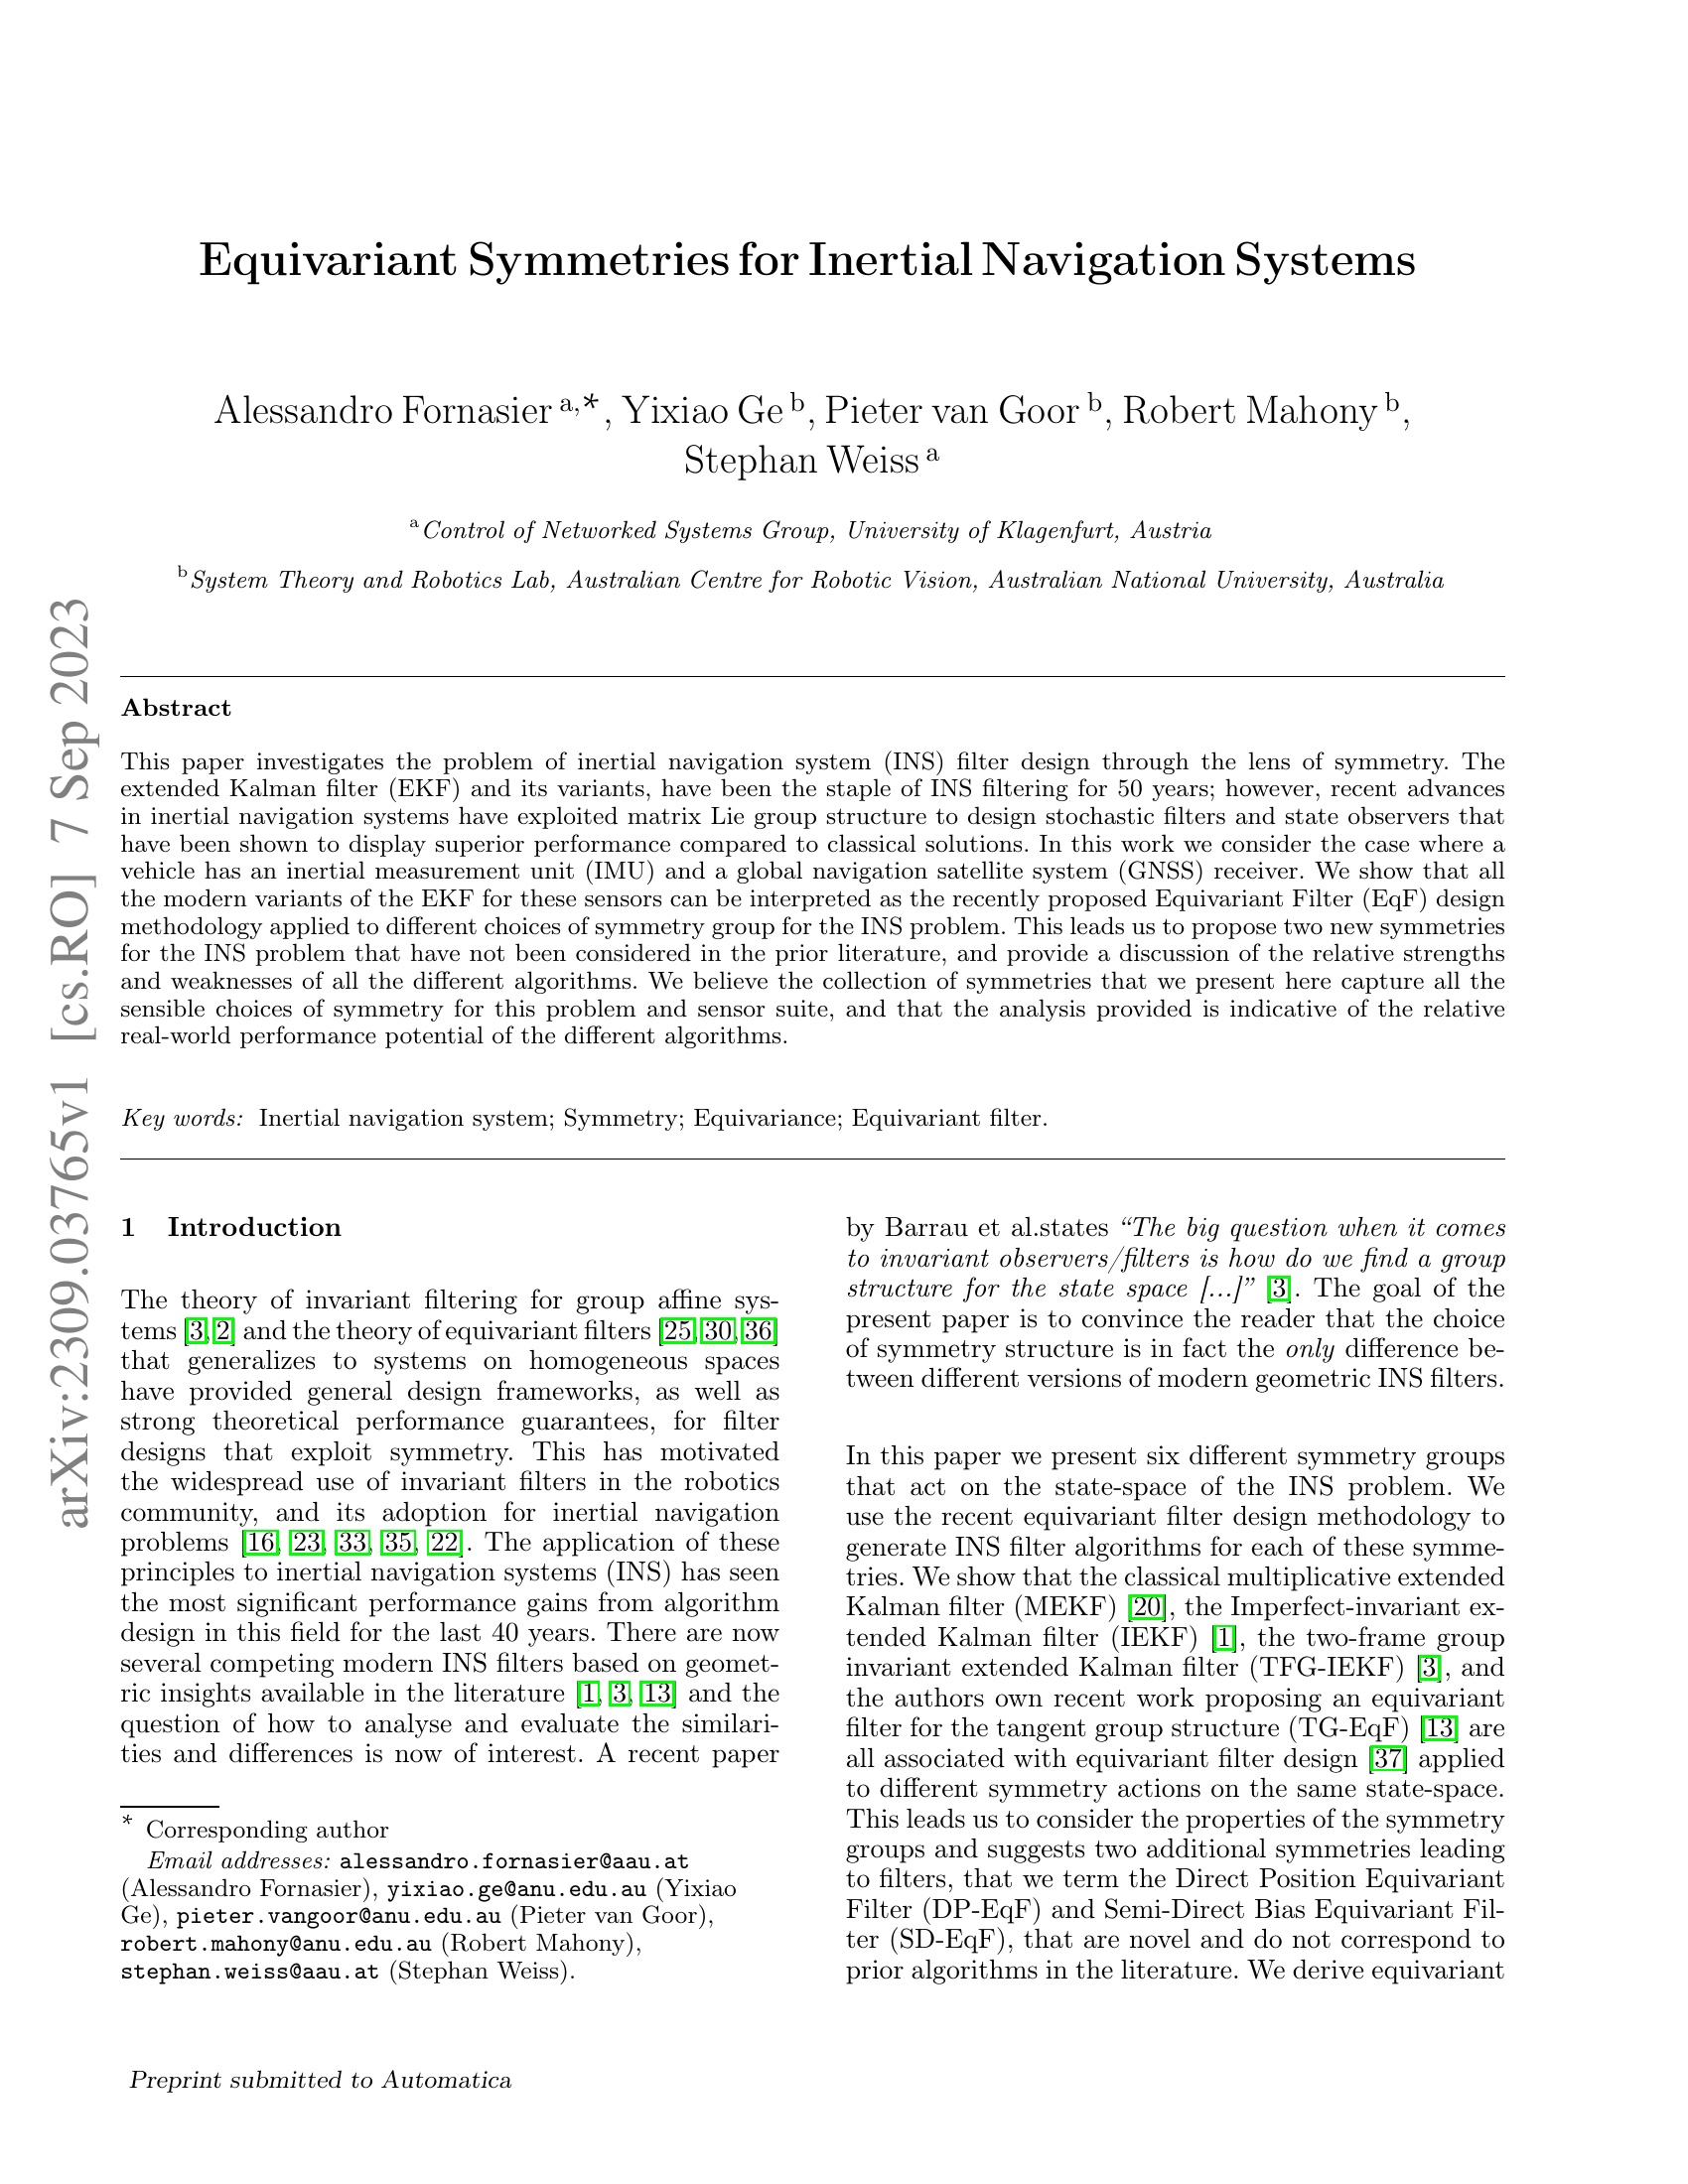 Equivariant Symmetries for Inertial Navigation Systems
Alessandro Fornasier a,*, Yixiao Ge b, Pieter van Goor b, Robert Mahony b,
Stephan Weiss a
a Control of Networked Systems Group, University of Klagenfurt, Austria
b System Theory and Robotics Lab, Australian Centre for Robotic Vision, Australian National University, Australia
arXiv:2309.03765v1 [cs.RO] 7 Sep 2023
Abstract
This paper investigates the problem of inertial navigation system (INS) filter design through the lens of symmetry. The
extended Kalman filter (EKF) and its variants, have been the staple of INS filtering for 50 years; however, recent advances
in inertial navigation systems have exploited matrix Lie group structure to design stochastic filters and state observers that
have been shown to display superior performance compared to classical solutions. In this work we consider the case where a
vehicle has an inertial measurement unit (IMU) and a global navigation satellite system (GNSS) receiver. We show that all
the modern variants of the EKF for these sensors can be interpreted as the recently proposed Equivariant Filter (EqF) design
methodology applied to different choices of symmetry group for the INS problem. This leads us to propose two new symmetries
for the INS problem that have not been considered in the prior literature, and provide a discussion of the relative strengths
and weaknesses of all the different algorithms. We believe the collection of symmetries that we present here capture all the
sensible choices of symmetry for this problem and sensor suite, and that the analysis provided is indicative of the relative
real-world performance potential of the different algorithms.
Key words: Inertial navigation system; Symmetry; Equivariance; Equivariant filter.
1 Introduction
The theory of invariant filtering for group affine sys-
tems [3, 2] and the theory of equivariant filters [25, 30, 36]
that generalizes to systems on homogeneous spaces
have provided general design frameworks, as well as
strong theoretical performance guarantees, for filter
designs that exploit symmetry. This has motivated
the widespread use of invariant filters in the robotics
community, and its adoption for inertial navigation
problems [16, 23, 33, 35, 22]. The application of these
principles to inertial navigation systems (INS) has seen
the most significant performance gains from algorithm
design in this field for the last 40 years. There are now
several competing modern INS filters based on geomet-
ric insights available in the literature [1, 3, 13] and the
question of how to analyse and evaluate the similari-
ties and differences is now of interest. A recent paper
* Corresponding author
Email addresses: alessandro.fornasier@aau.at
(Alessandro Fornasier), yixiao.ge@anu.edu.au (Yixiao
Ge), pieter.vangoor@anu.edu.au (Pieter van Goor),
robert.mahony@anu.edu.au (Robert Mahony),
stephan.weiss@aau.at (Stephan Weiss).
by Barrau et al.states “The big question when it comes
to invariant observers/filters is how do we find a group
structure for the state space [...]” [3]. The goal of the
present paper is to convince the reader that the choice
of symmetry structure is in fact the only difference be-
tween different versions of modern geometric INS filters.
In this paper we present six different symmetry groups
that act on the state-space of the INS problem. We
use the recent equivariant filter design methodology to
generate INS filter algorithms for each of these symme-
tries. We show that the classical multiplicative extended
Kalman filter (MEKF) [20], the Imperfect-invariant ex-
tended Kalman filter (IEKF) [1], the two-frame group
invariant extended Kalman filter (TFG-IEKF) [3], and
the authors own recent work proposing an equivariant
filter for the tangent group structure (TG-EqF) [13] are
all associated with equivariant filter design [37] applied
to different symmetry actions on the same state-space.
This leads us to consider the properties of the symmetry
groups and suggests two additional symmetries leading
to filters, that we term the Direct Position Equivariant
Filter (DP-EqF) and Semi-Direct Bias Equivariant Fil-
ter (SD-EqF), that are novel and do not correspond to
prior algorithms in the literature. We derive equivariant
Preprint submitted to Automatica